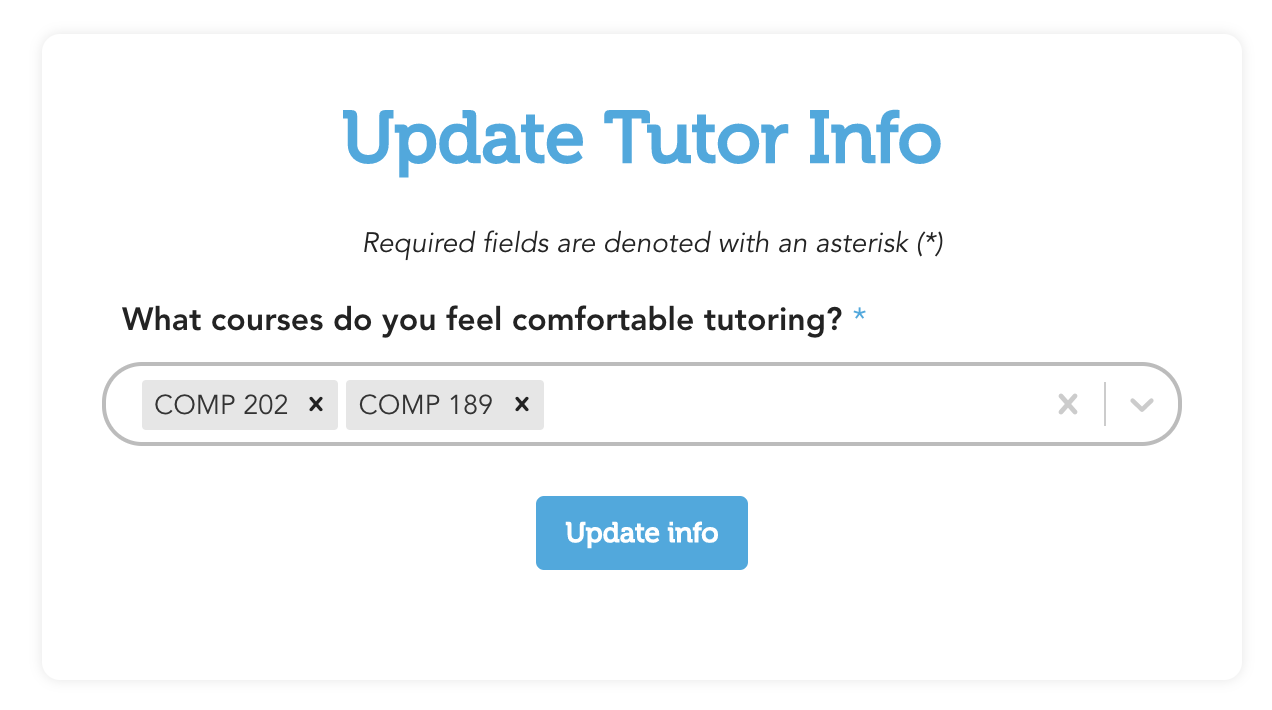 Update Tutor Info
Required fields are denoted with an asterisk (*)
What courses do you feel comfortable tutoring? *
COMP 202 COMP 189
Update info